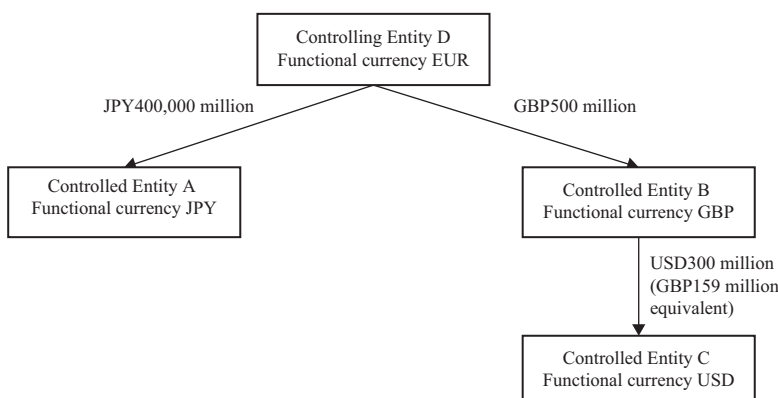 Controlling Entity D
Functional currency EUR
JPY400,000 million
GBP500 million
Controlled Entity A
Functional currency JPY
Controlled Entity B
Functional currency GBP
USD300 million
(GBP159 million
equivalent)
Controlled Entity C
Functional currency USD